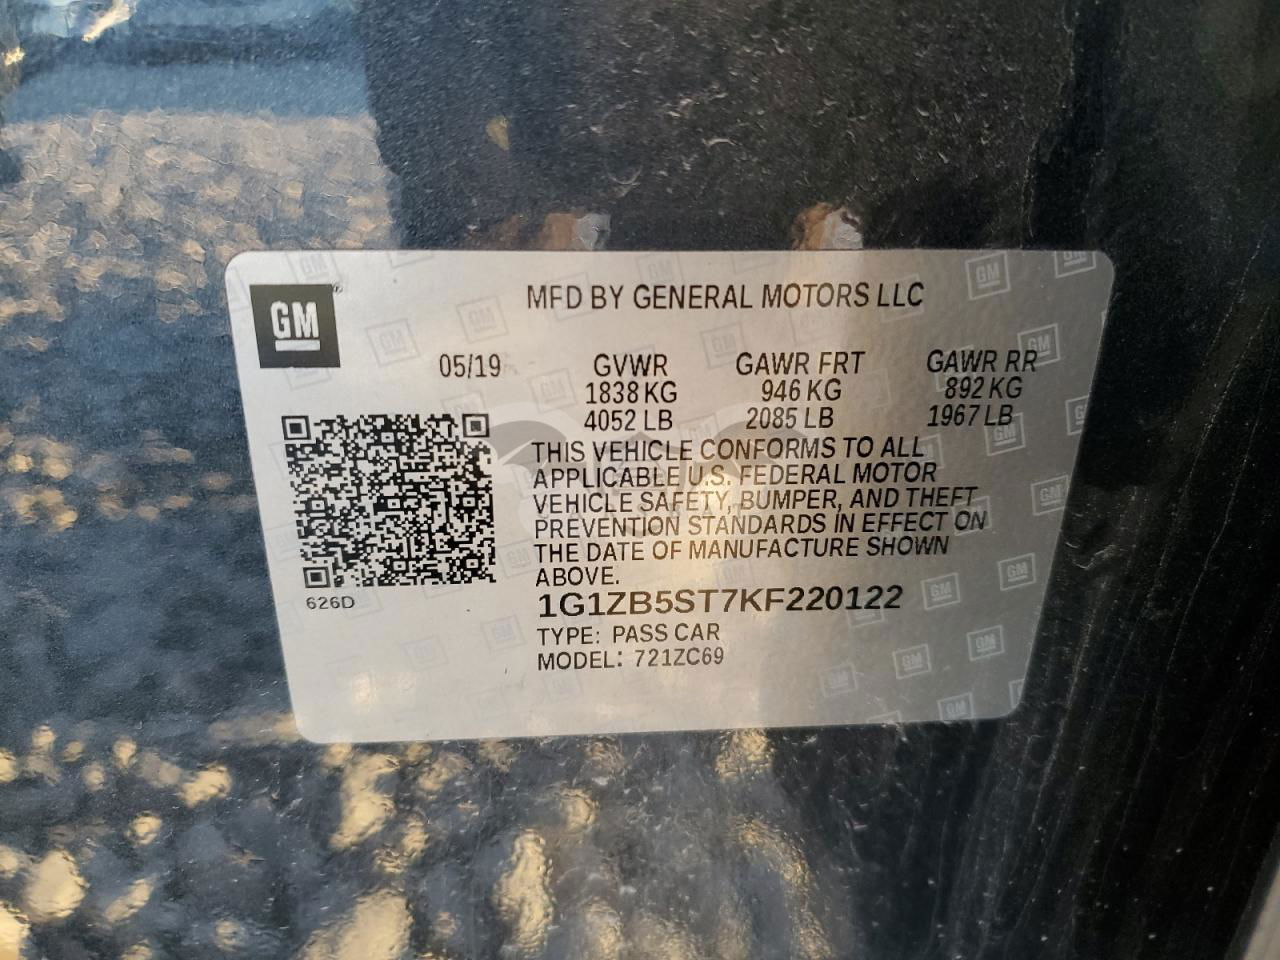 GM
MFD BY GENERAL MOTORS LLC
05/19 GVWR GAWR FRT GAWR RR
1838 KG 946 KG 892 KG
4052 LB 2085 LB 1967 LB
THIS VEHICLE CONFORMS TO ALL
APPLICABLE U.S. FEDERAL MOTOR
VEHICLE SAFETY, BUMPER, AND THEFT
PREVENTION STANDARDS IN EFFECT ON
THE DATE OF MANUFACTURE SHOWN
ABOVE.
626D
1G1ZB5ST7KF220122
TYPE: PASS CAR
MODEL: 721ZC69